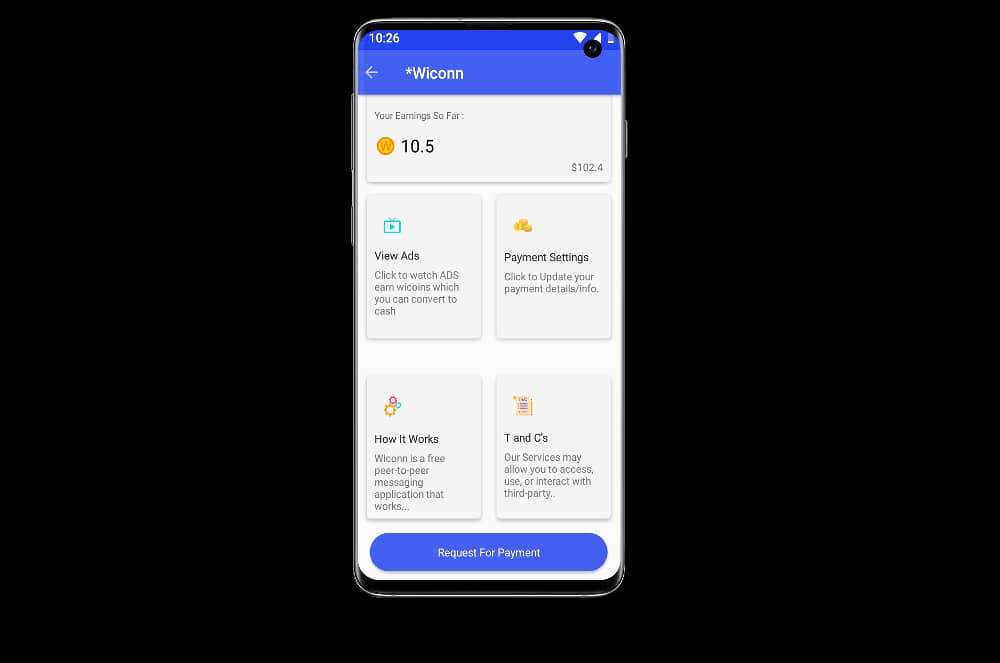 10:26
*Wiconn
Your Earnings So Far :
10.5
$102.4
View Ads
Click to watch ADS
earn wicoins which
you can convert to
cash
Payment Settings
Click to Update your
payment details/info.
How It Works
Wiconn is a free
peer-to-peer
messaging
application that
works...
T and C's
Our Services may
allow you to access,
use, or interact with
third-party..
Request For Payment